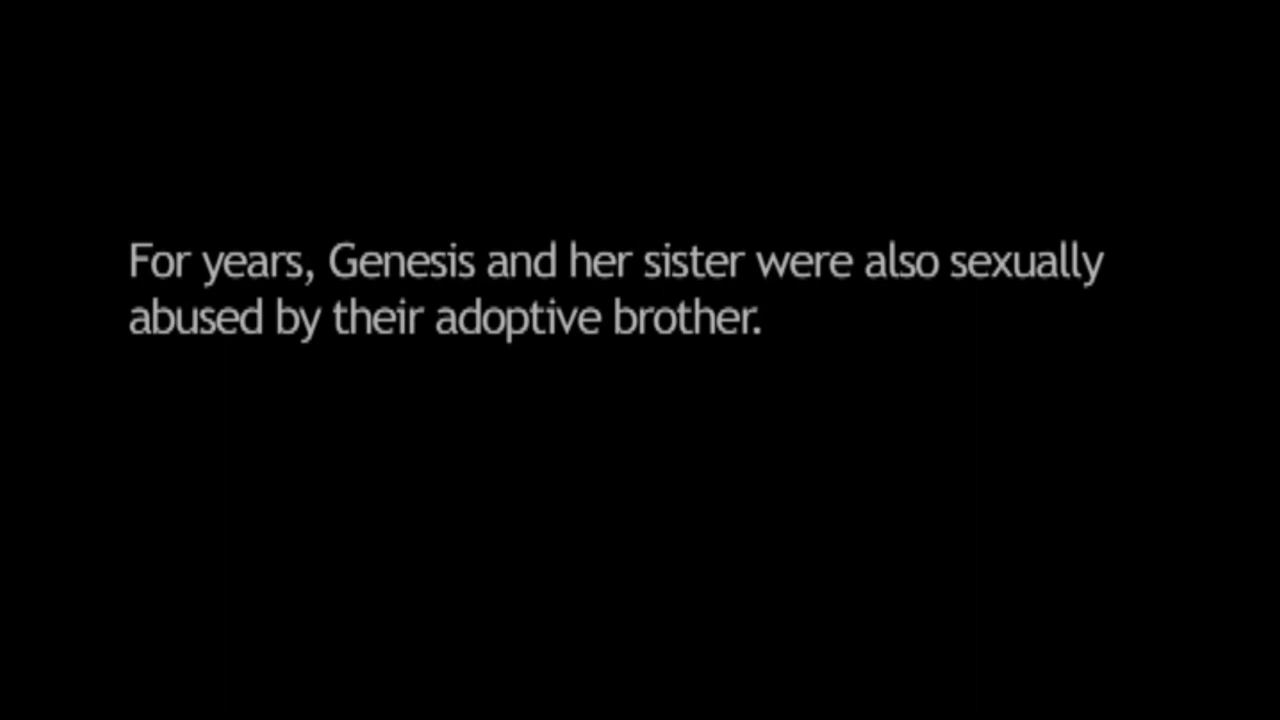 For years, Genesis and her sister were also sexually
abused by their adoptive brother.